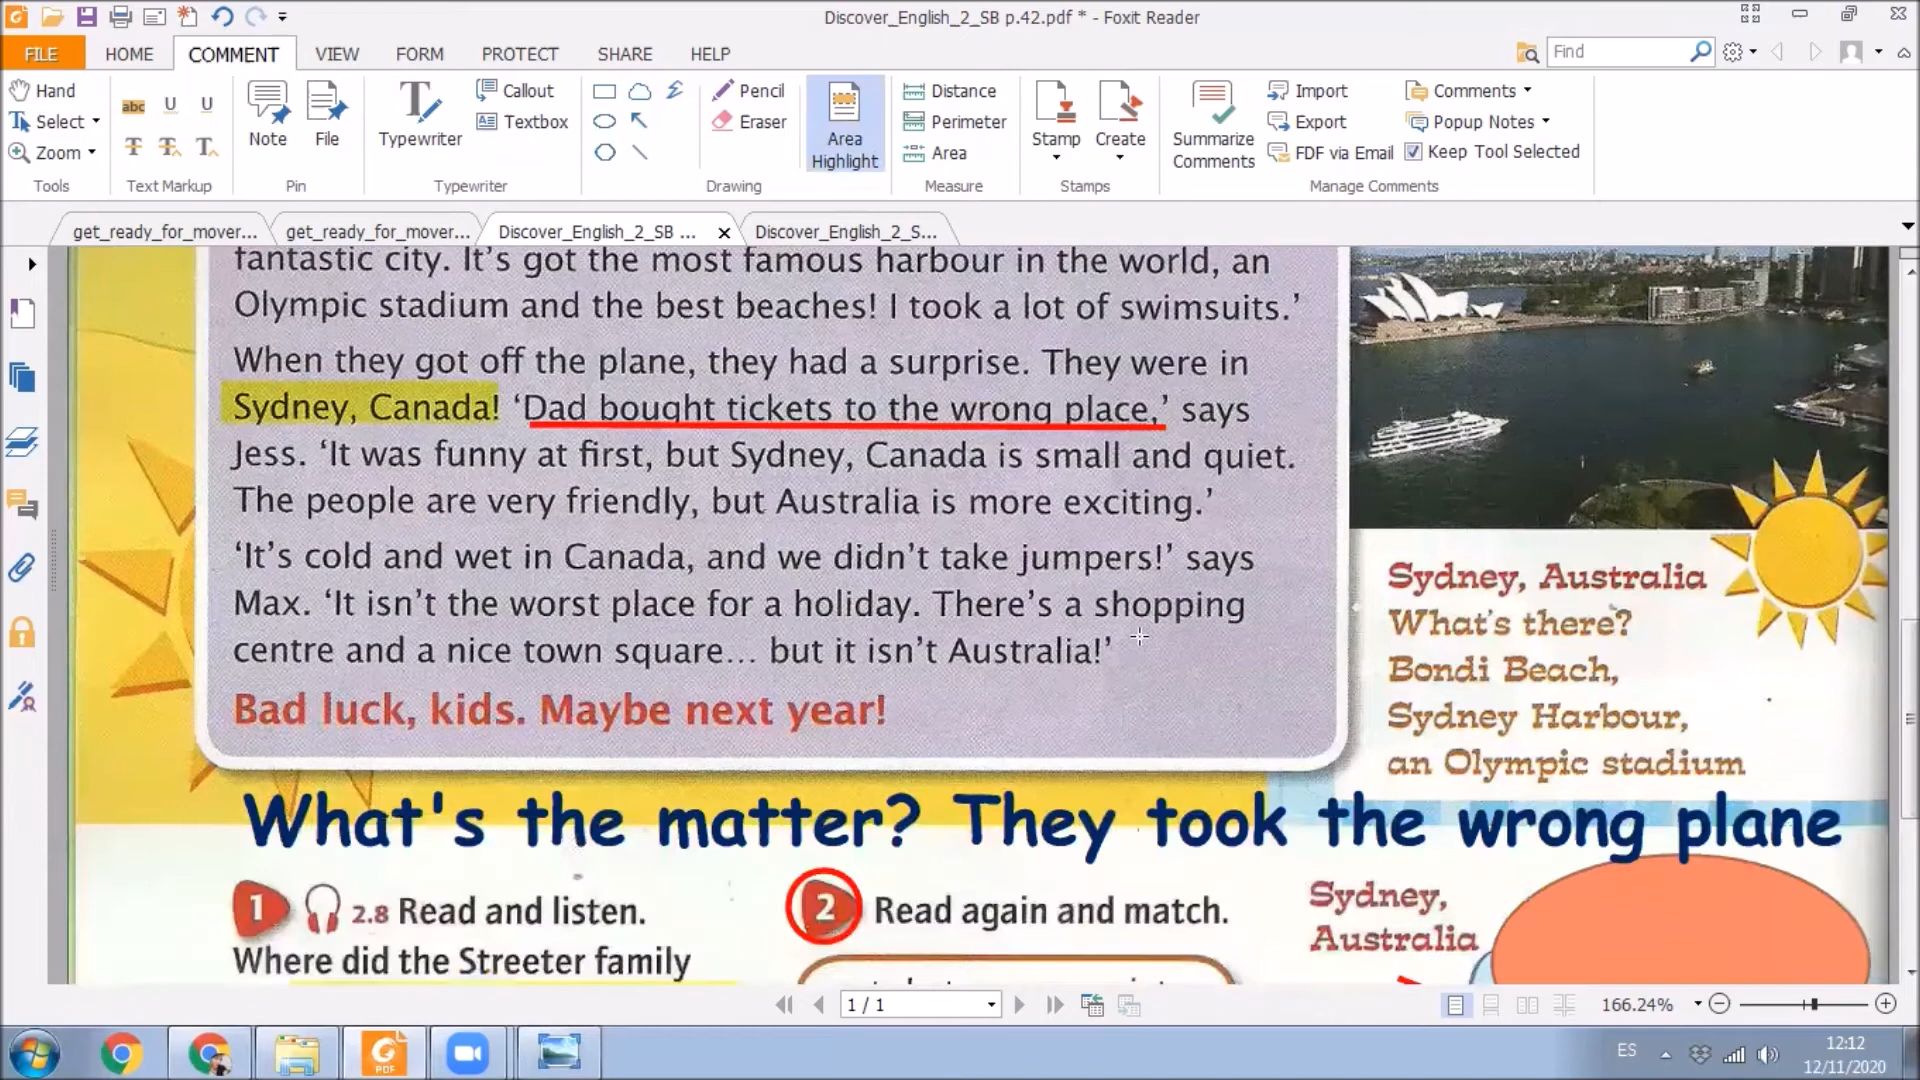 Discover_English_2_SB p.42.pdf * - Foxit Reader
FILE HOME COMMENT VIEW FORM PROTECT SHARE HELP
Find
Hand
Select
Zoom
Tools
abc U U
T T T
Text Markup
Note
File
Pin
Typewriter
Callout
Textbox
Typewriter
Pencil
Eraser
Area
Highlight
Drawing
Distance
Perimeter
Area
Measure
Stamp
Create
Stamps
Summarize
Comments
Import
Export
FDF via Email
Comments
Popup Notes
Keep Tool Selected
Manage Comments
get_ready_for_mover...
get_ready_for_mover...
Discover_English_2_SB ...
Discover_English_2_S...
fantastic city. It's got the most famous harbour in the world, an
Olympic stadium and the best beaches! I took a lot of swimsuits.’
When they got off the plane, they had a surprise. They were in
Sydney, Canada! ‘Dad bought tickets to the wrong place,’ says
Jess. ‘It was funny at first, but Sydney, Canada is small and quiet.
The people are very friendly, but Australia is more exciting.’
‘It’s cold and wet in Canada, and we didn’t take jumpers!’ says
Max. ‘It isn’t the worst place for a holiday. There’s a shopping
centre and a nice town square... but it isn’t Australia!’
Bad luck, kids. Maybe next year!
Sydney, Australia
What's there?
Bondi Beach,
Sydney Harbour,
an Olympic stadium
What's the matter? They took the wrong plane
1 2.8 Read and listen.
Where did the Streeter family
2 Read again and match.
Sydney,
Australia
1 / 1
166.24%
PDF
ES
12:12
12/11/2020